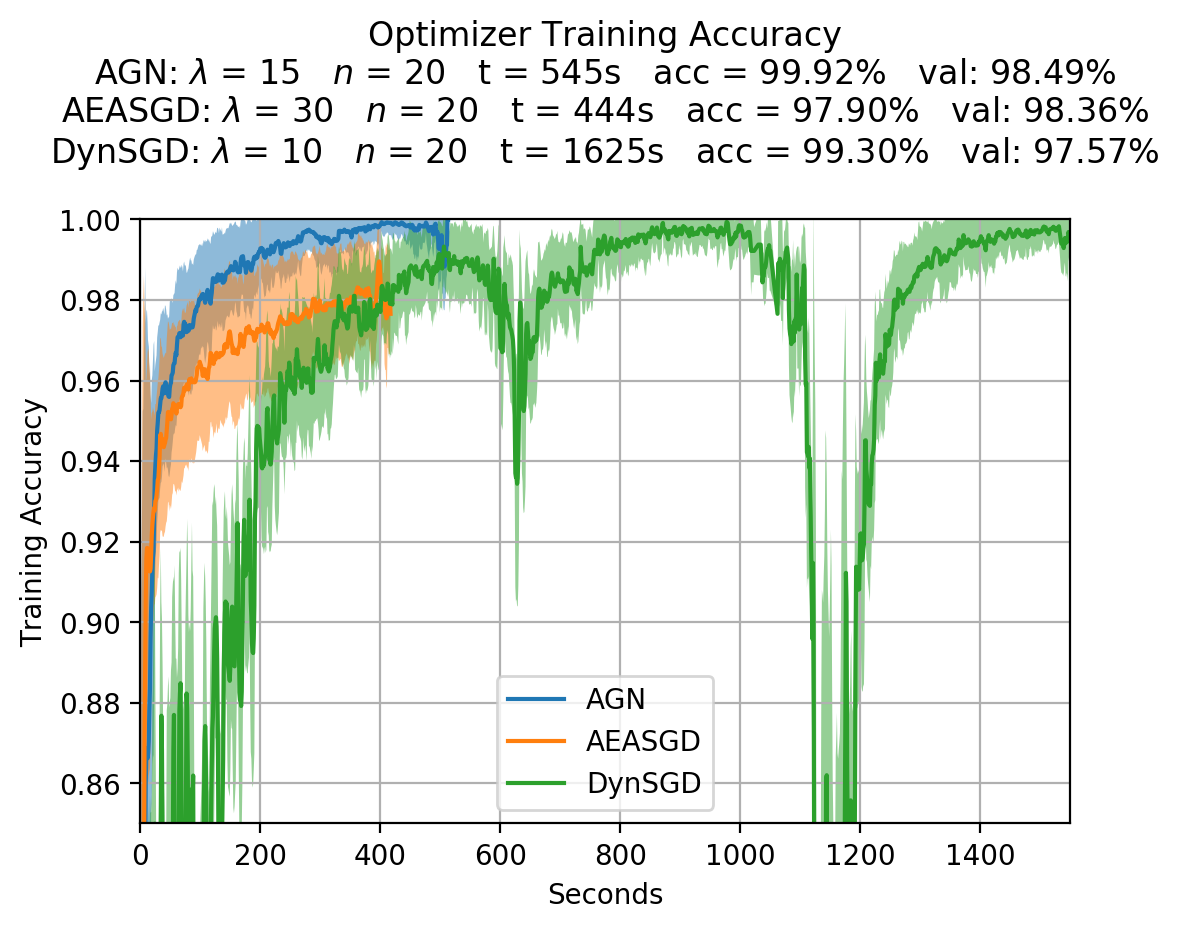 Optimizer Training Accuracy
AGN: λ = 15 n = 20 t = 545s acc = 99.92% val: 98.49%
AEASGD: λ = 30 n = 20 t = 444s acc = 97.90% val: 98.36%
DynSGD: λ = 10 n = 20 t = 1625s acc = 99.30% val: 97.57%
1.00
0.98
0.96
0.94
0.92
0.90
0.88
0.86
Training Accuracy
AGN
AEASGD
DynSGD
0 200 400 600 800 1000 1200 1400
Seconds